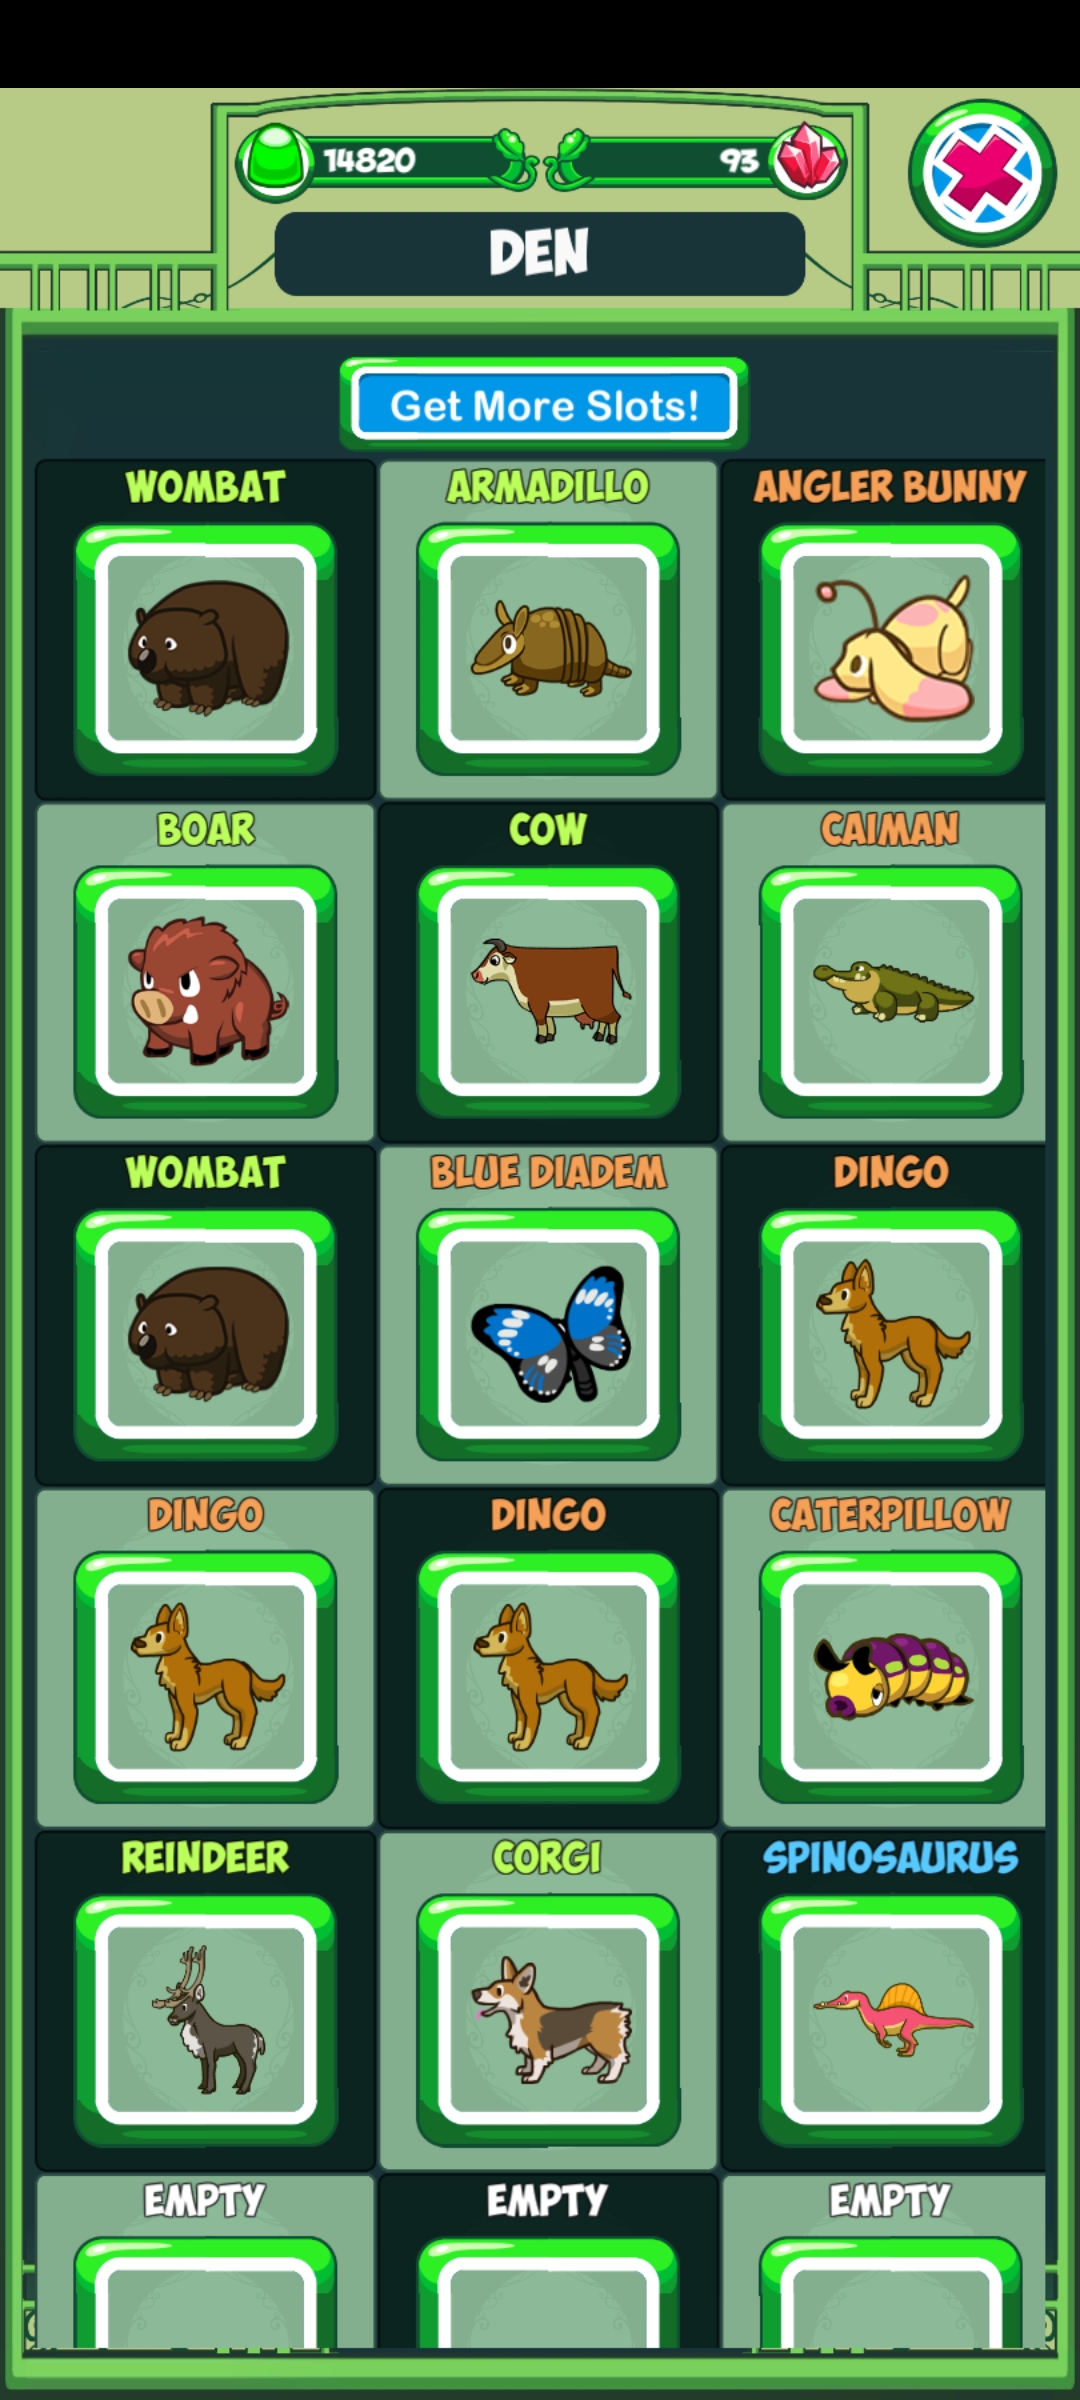 14820
93
DEN
Get More Slots!
WOMBAT
ARMADILLO
ANGLER BUNNY
BOAR
COW
CAIMAN
WOMBAT
BLUE DIADEM
DINGO
DINGO
DINGO
CATERPILLOW
REINDEER
CORGI
SPINOSAURUS
EMPTY
EMPTY
EMPTY